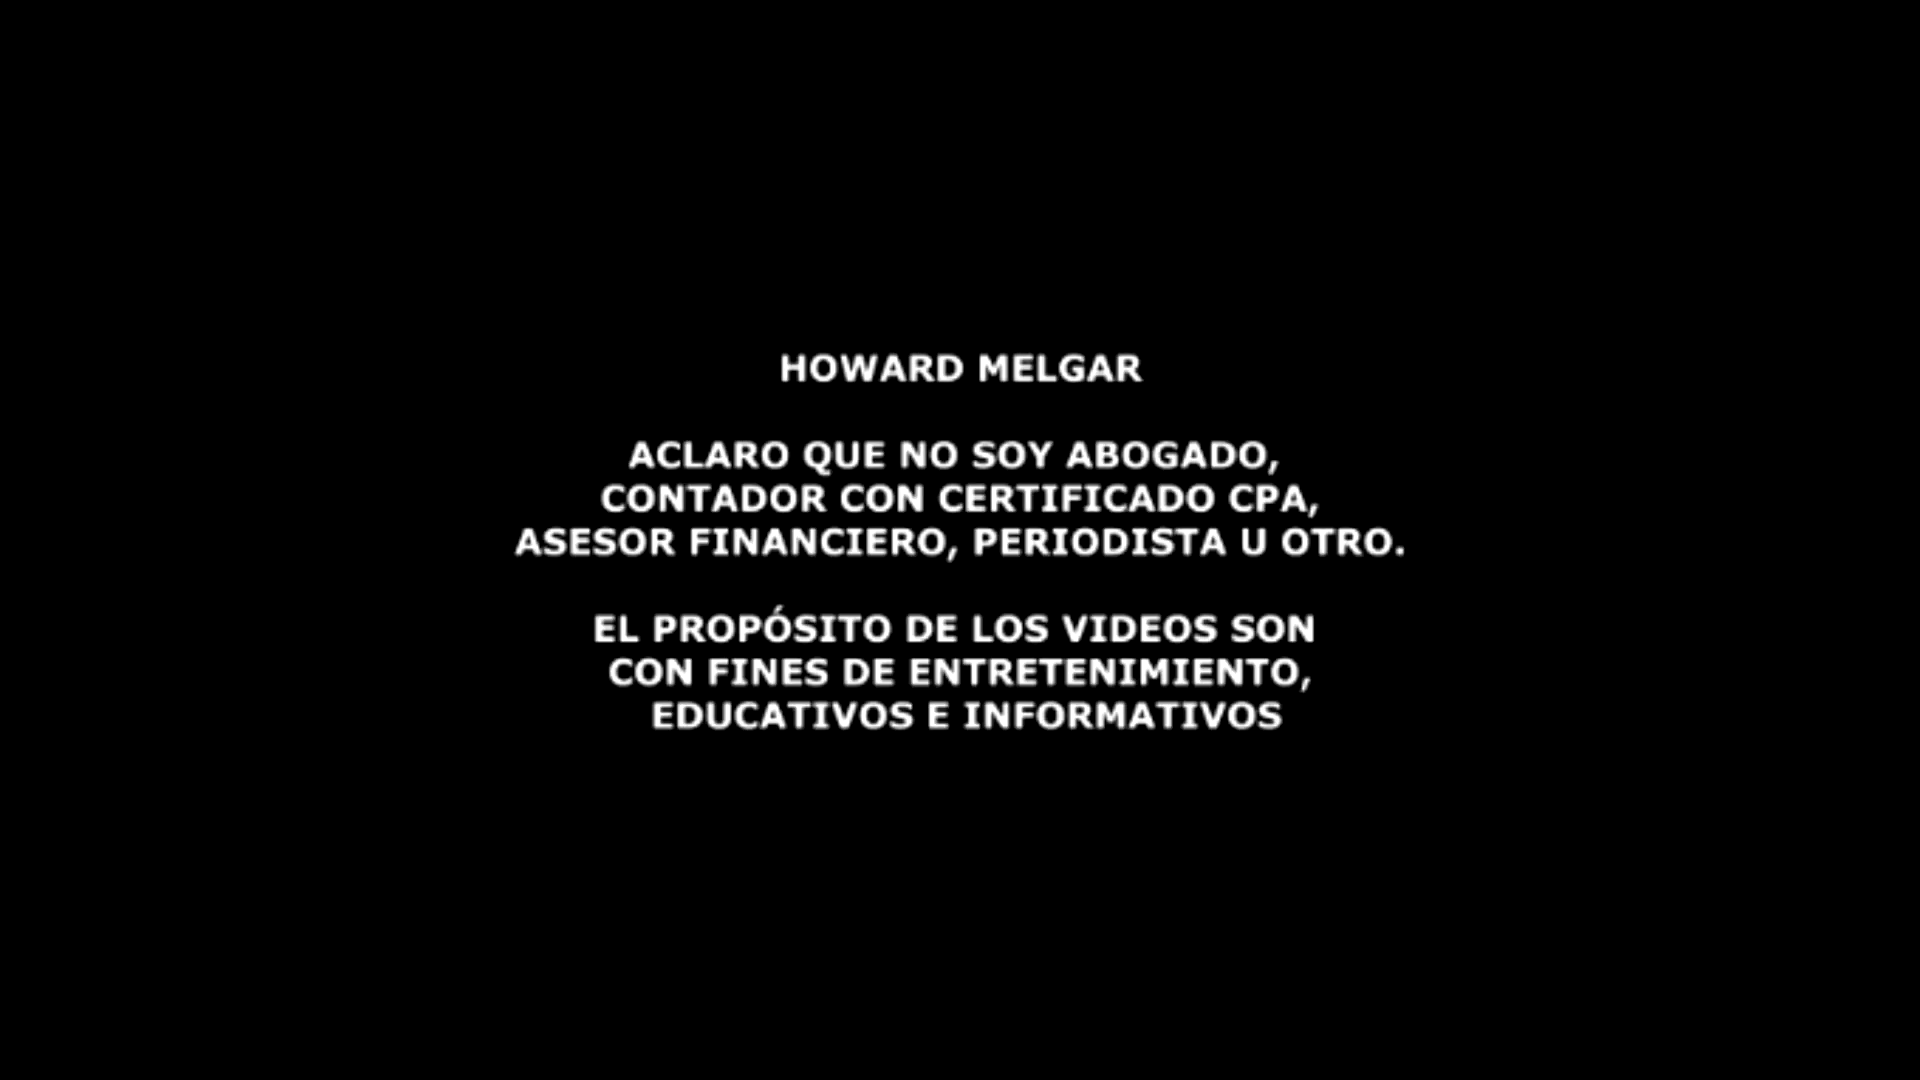 HOWARD MELGAR
ACLARO QUE NO SOY ABOGADO,
CONTADOR CON CERTIFICADO CPA,
ASESOR FINANCIERO, PERIODISTA U OTRO.
EL PROPÓSITO DE LOS VIDEOS SON
CON FINES DE ENTRETENIMIENTO,
EDUCATIVOS E INFORMATIVOS